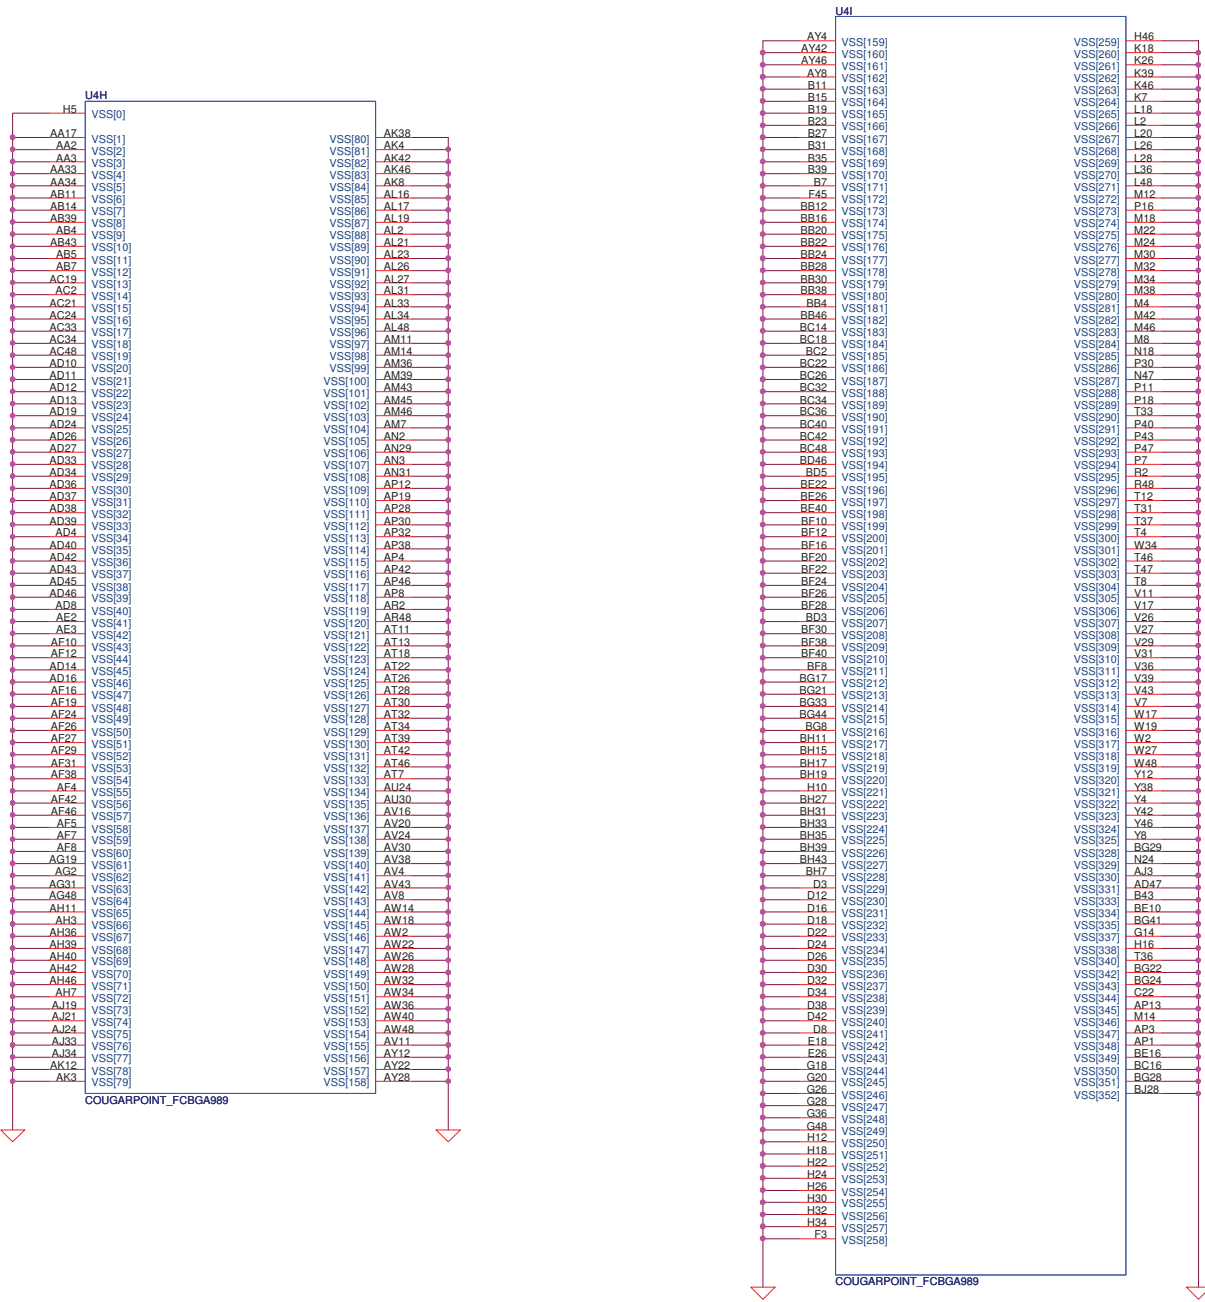 U4H
H5 VSS[0]
AA17 VSS[1] VSS[80] AK38
AA2 VSS[2] VSS[81] AK4
AA3 VSS[3] VSS[82] AK42
AA33 VSS[4] VSS[83] AK46
AA34 VSS[5] VSS[84] AK8
AB11 VSS[6] VSS[85] AL16
AB14 VSS[7] VSS[86] AL17
AB39 VSS[8] VSS[87] AL19
AB4 VSS[9] VSS[88] AL2
AB43 VSS[10] VSS[89] AL21
AB5 VSS[11] VSS[90] AL23
AB7 VSS[12] VSS[91] AL26
AC19 VSS[13] VSS[92] AL27
AC2 VSS[14] VSS[93] AL31
AC21 VSS[15] VSS[94] AL33
AC24 VSS[16] VSS[95] AL34
AC33 VSS[17] VSS[96] AL48
AC34 VSS[18] VSS[97] AM11
AC48 VSS[19] VSS[98] AM14
AD10 VSS[20] VSS[99] AM36
AD11 VSS[21] VSS[100] AM39
AD12 VSS[22] VSS[101] AM43
AD13 VSS[23] VSS[102] AM45
AD19 VSS[24] VSS[103] AM46
AD24 VSS[25] VSS[104] AM7
AD26 VSS[26] VSS[105] AN2
AD27 VSS[27] VSS[106] AN29
AD33 VSS[28] VSS[107] AN3
AD34 VSS[29] VSS[108] AN31
AD36 VSS[30] VSS[109] AP12
AD37 VSS[31] VSS[110] AP19
AD38 VSS[32] VSS[111] AP28
AD39 VSS[33] VSS[112] AP30
AD4 VSS[34] VSS[113] AP32
AD40 VSS[35] VSS[114] AP38
AD42 VSS[36] VSS[115] AP4
AD43 VSS[37] VSS[116] AP42
AD45 VSS[38] VSS[117] AP46
AD46 VSS[39] VSS[118] AP8
AD8 VSS[40] VSS[119] AR2
AE2 VSS[41] VSS[120] AR48
AE3 VSS[42] VSS[121] AT11
AF10 VSS[43] VSS[122] AT13
AF12 VSS[44] VSS[123] AT18
AD14 VSS[45] VSS[124] AT22
AD16 VSS[46] VSS[125] AT26
AF16 VSS[47] VSS[126] AT28
AF19 VSS[48] VSS[127] AT30
AF24 VSS[49] VSS[128] AT32
AF26 VSS[50] VSS[129] AT34
AF27 VSS[51] VSS[130] AT39
AF29 VSS[52] VSS[131] AT42
AF31 VSS[53] VSS[132] AT46
AF38 VSS[54] VSS[133] AT7
AF4 VSS[55] VSS[134] AU24
AF42 VSS[56] VSS[135] AU30
AF46 VSS[57] VSS[136] AV16
AF5 VSS[58] VSS[137] AV20
AF7 VSS[59] VSS[138] AV24
AF8 VSS[60] VSS[139] AV30
AG19 VSS[61] VSS[140] AV38
AG2 VSS[62] VSS[141] AV4
AG31 VSS[63] VSS[142] AV43
AG48 VSS[64] VSS[143] AV8
AH11 VSS[65] VSS[144] AW14
AH3 VSS[66] VSS[145] AW18
AH36 VSS[67] VSS[146] AW2
AH39 VSS[68] VSS[147] AW22
AH40 VSS[69] VSS[148] AW26
AH42 VSS[70] VSS[149] AW28
AH46 VSS[71] VSS[150] AW32
AH7 VSS[72] VSS[151] AW34
AJ19 VSS[73] VSS[152] AW36
AJ21 VSS[74] VSS[153] AW40
AJ24 VSS[75] VSS[154] AW48
AJ33 VSS[76] VSS[155] AV11
AJ34 VSS[77] VSS[156] AY12
AK12 VSS[78] VSS[157] AY22
AK3 VSS[79] VSS[158] AY28
COUGARPOINT_FCBGA989
U4I
AY4 VSS[159] VSS[259] H46
AY42 VSS[160] VSS[260] K18
AY46 VSS[161] VSS[261] K26
AY8 VSS[162] VSS[262] K39
B11 VSS[163] VSS[263] K46
B15 VSS[164] VSS[264] K7
B19 VSS[165] VSS[265] L18
B23 VSS[166] VSS[266] L2
B27 VSS[167] VSS[267] L20
B31 VSS[168] VSS[268] L26
B35 VSS[169] VSS[269] L28
B39 VSS[170] VSS[270] L36
B7 VSS[171] VSS[271] L48
F45 VSS[172] VSS[272] M12
BB12 VSS[173] VSS[273] P16
BB16 VSS[174] VSS[274] M18
BB20 VSS[175] VSS[275] M22
BB22 VSS[176] VSS[276] M24
BB24 VSS[177] VSS[277] M30
BB28 VSS[178] VSS[278] M32
BB30 VSS[179] VSS[279] M34
BB38 VSS[180] VSS[280] M38
BB4 VSS[181] VSS[281] M4
BB46 VSS[182] VSS[282] M42
BC14 VSS[183] VSS[283] M46
BC18 VSS[184] VSS[284] M8
BC2 VSS[185] VSS[285] N18
BC22 VSS[186] VSS[286] P30
BC26 VSS[187] VSS[287] N47
BC32 VSS[188] VSS[288] P11
BC34 VSS[189] VSS[289] P18
BC36 VSS[190] VSS[290] T33
BC40 VSS[191] VSS[291] P40
BC42 VSS[192] VSS[292] P43
BC48 VSS[193] VSS[293] P47
BD46 VSS[194] VSS[294] P7
BD5 VSS[195] VSS[295] R2
BE22 VSS[196] VSS[296] R48
BE26 VSS[197] VSS[297] T12
BE40 VSS[198] VSS[298] T31
BF10 VSS[199] VSS[299] T37
BF12 VSS[200] VSS[300] T4
BF16 VSS[201] VSS[301] W34
BF20 VSS[202] VSS[302] T46
BF22 VSS[203] VSS[303] T47
BF24 VSS[204] VSS[304] T8
BF26 VSS[205] VSS[305] V11
BF28 VSS[206] VSS[306] V17
BD3 VSS[207] VSS[307] V26
BF30 VSS[208] VSS[308] V27
BF38 VSS[209] VSS[309] V29
BF40 VSS[210] VSS[310] V31
BF8 VSS[211] VSS[311] V36
BG17 VSS[212] VSS[312] V39
BG21 VSS[213] VSS[313] V43
BG33 VSS[214] VSS[314] V7
BG44 VSS[215] VSS[315] W17
BG8 VSS[216] VSS[316] W19
BH11 VSS[217] VSS[317] W2
BH15 VSS[218] VSS[318] W27
BH17 VSS[219] VSS[319] W48
BH19 VSS[220] VSS[320] Y12
H10 VSS[221] VSS[321] Y38
BH27 VSS[222] VSS[322] Y4
BH31 VSS[223] VSS[323] Y42
BH33 VSS[224] VSS[324] Y46
BH35 VSS[225] VSS[325] Y8
BH39 VSS[226] VSS[328] BG29
BH43 VSS[227] VSS[329] N24
BH7 VSS[228] VSS[330] AJ3
D3 VSS[229] VSS[331] AD47
D12 VSS[230] VSS[333] B43
D16 VSS[231] VSS[334] BE10
D18 VSS[232] VSS[335] BG41
D22 VSS[233] VSS[337] G14
D24 VSS[234] VSS[338] H16
D26 VSS[235] VSS[340] T36
D30 VSS[236] VSS[342] BG22
D32 VSS[237] VSS[343] BG24
D34 VSS[238] VSS[344] C22
D38 VSS[239] VSS[345] AP13
D42 VSS[240] VSS[346] M14
D8 VSS[241] VSS[347] AP3
E18 VSS[242] VSS[348] AP1
E26 VSS[243] VSS[349] BE16
G18 VSS[244] VSS[350] BC16
G20 VSS[245] VSS[351] BG28
G26 VSS[246] VSS[352] BJ28
G28 VSS[247]
G36 VSS[248]
G48 VSS[249]
H12 VSS[250]
H18 VSS[251]
H22 VSS[252]
H24 VSS[253]
H26 VSS[254]
H30 VSS[255]
H32 VSS[256]
H34 VSS[257]
F3 VSS[258]
COUGARPOINT_FCBGA989